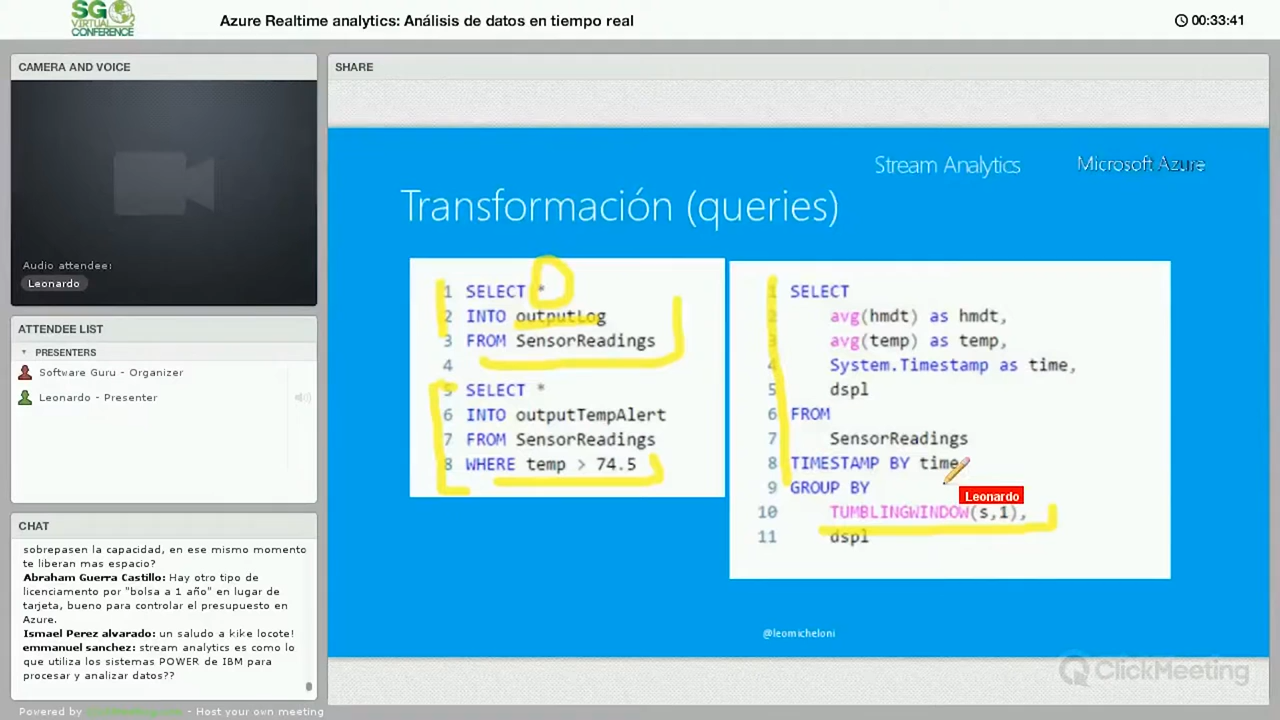 SG
VIRTUAL
CONFERENCE
Azure Realtime analytics: Análisis de datos en tiempo real
00:33:41
CAMERA AND VOICE
Audio attendee:
Leonardo
ATTENDEE LIST
PRESENTERS
Software Guru - Organizer
Leonardo - Presenter
CHAT
sobrepasen la capacidad, en ese mismo momento
te liberan mas espacio?
Abraham Guerra Castillo: Hay otro tipo de
licenciamiento por "bolsa a 1 año" en lugar de
tarjeta, bueno para controlar el presupuesto en
Azure.
Ismael Perez alvarado: un saludo a kike locote!
emmanuel sanchez: stream analytics es como lo
que utiliza los sistemas POWER de IBM para
procesar y analizar datos??
Powered by ClickMeeting.com - Host your own meeting
SHARE
Stream Analytics
Microsoft Azure
Transformación (queries)
1 SELECT *
2 INTO outputLog
3 FROM SensorReadings
4
5 SELECT *
6 INTO outputTempAlert
7 FROM SensorReadings
8 WHERE temp > 74.5
1 SELECT
2 avg(hmdt) as hmdt,
3 avg(temp) as temp,
4 System.Timestamp as time,
5 dspl
6 FROM
7 SensorReadings
8 TIMESTAMP BY time
9 GROUP BY
Leonardo
10 TUMBLINGWINDOW(s,1),
11 dspl
@leomicheloni
ClickMeeting